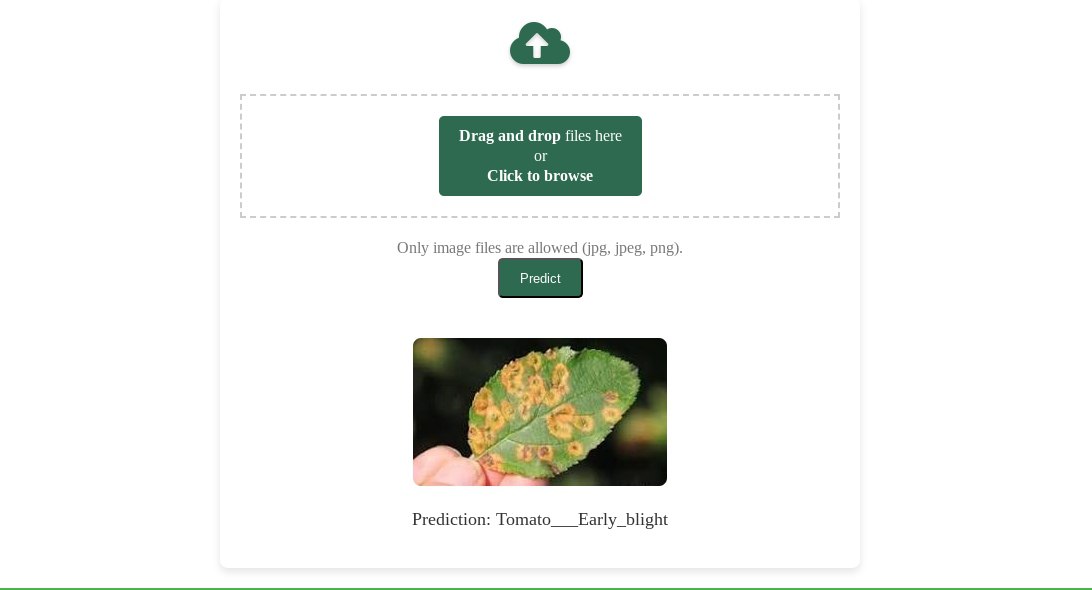 Drag and drop files here
or
Click to browse
Only image files are allowed (jpg, jpeg, png).
Predict
Prediction: Tomato___Early_blight